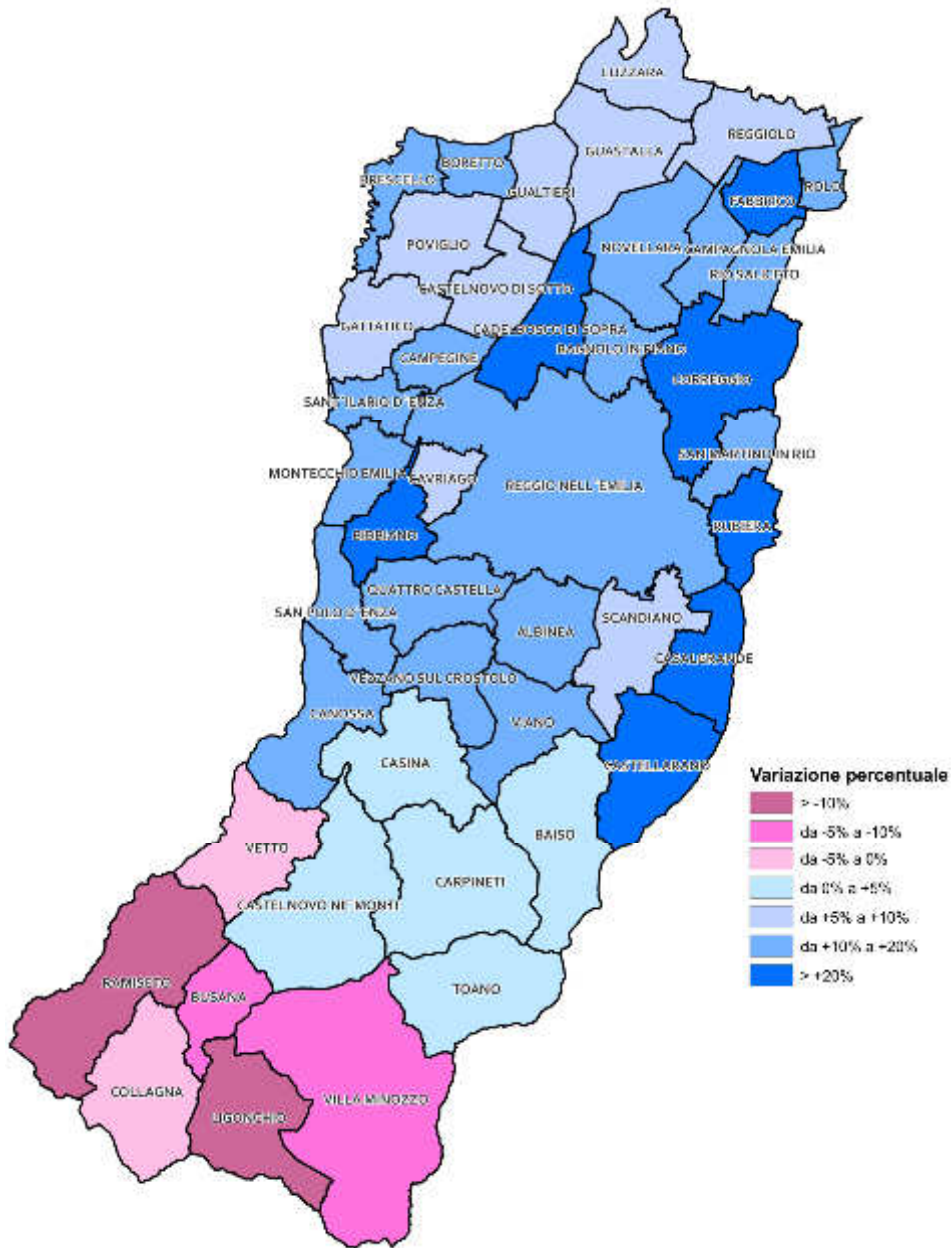 LUZZARA
REGGIOLO
GUASTALLA
BORETTO
BRESCELLO
GUALTIERI
ROLO
FABBRICO
POVIGLIO
NOVELLARA
CAMPAGNOLA EMILIA
RIO SALICETO
CASTELNOVO DI SOTTO
GATTATICO
CADELBOSCO DI SOPRA
BAGNOLO IN PIANO
CAMPEGINE
CORREGGIO
SANT'ILARIO D'ENZA
SAN MARTINO IN RIO
MONTECCHIO EMILIA
CAVRIAGO
REGGIO NELL'EMILIA
RUBIERA
BIBBIANO
QUATTRO CASTELLA
SAN POLO D'ENZA
SCANDIANO
ALBINEA
CASALGRANDE
VEZZANO SUL CROSTOLO
CANOSSA
VIANO
CASINA
CASTELLARANO
Variazione percentuale
> -10%
da -5% a -10%
da -5% a 0%
da 0% a +5%
da +5% a +10%
da +10% a +20%
> +20%
BAISO
VETTO
CARPINETI
CASTELNOVO NE' MONTI
RAMISETO
BUSANA
TOANO
COLLAGNA
VILLA MINOZZO
LIGONCHIO